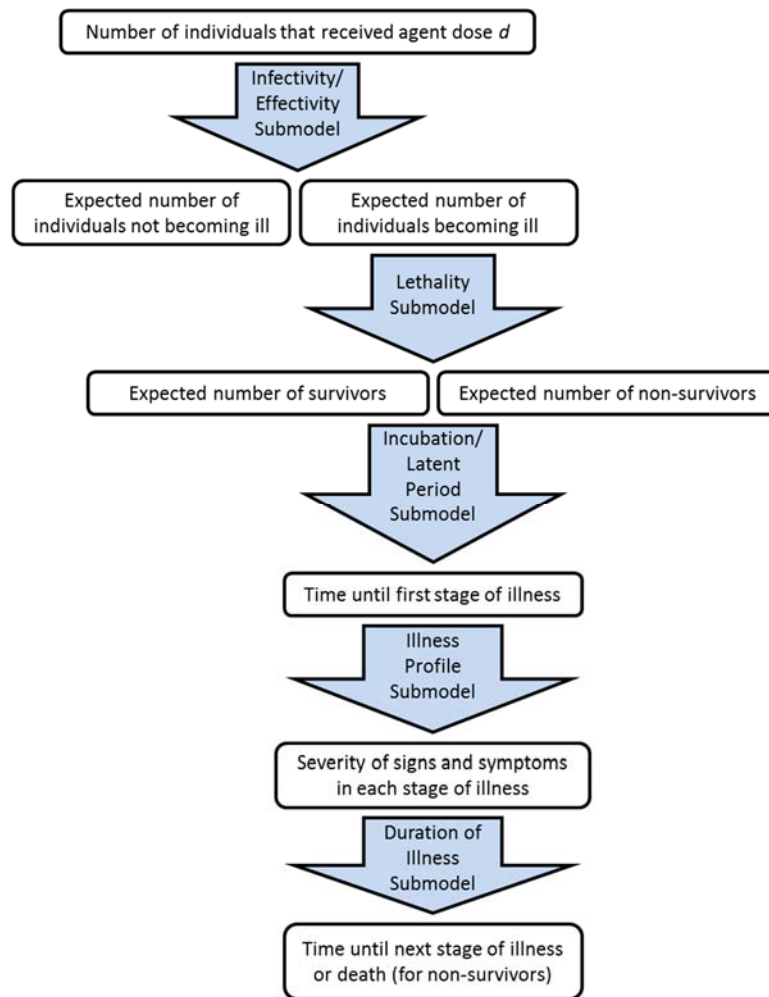 Number of individuals that received agent dose d
Infectivity/
Effectivity
Submodel
Expected number of
individuals not becoming ill
Expected number of
individuals becoming ill
Lethality
Submodel
Expected number of survivors
Expected number of non-survivors
Incubation/
Latent
Period
Submodel
Time until first stage of illness
Illness
Profile
Submodel
Severity of signs and symptoms
in each stage of illness
Duration of
Illness
Submodel
Time until next stage of illness
or death (for non-survivors)